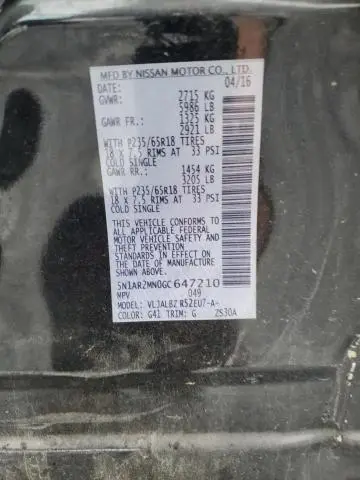 MFD BY NISSAN MOTOR CO., LTD.
DATE: 04/16
GVWR: 2715 KG
5986 LB
GAWR FR.: 1325 KG
2921 LB
WITH P235/65R18 TIRES
18 X 7.5 RIMS AT 33 PSI
COLD SINGLE
GAWR RR.: 1454 KG
3205 LB
WITH P235/65R18 TIRES
18 X 7.5 RIMS AT 33 PSI
COLD SINGLE
THIS VEHICLE CONFORMS TO
ALL APPLICABLE FEDERAL
MOTOR VEHICLE SAFETY
AND THEFT PREVENTION
STANDARDS IN EFFECT ON
THE DATE OF MANUFACTURE
SHOWN ABOVE.
5N1AR2MN0GC647210
MPV 049
MODEL: VLJALBZ R52EU7-A-
COLOR: G41 TRIM: G ZS30A